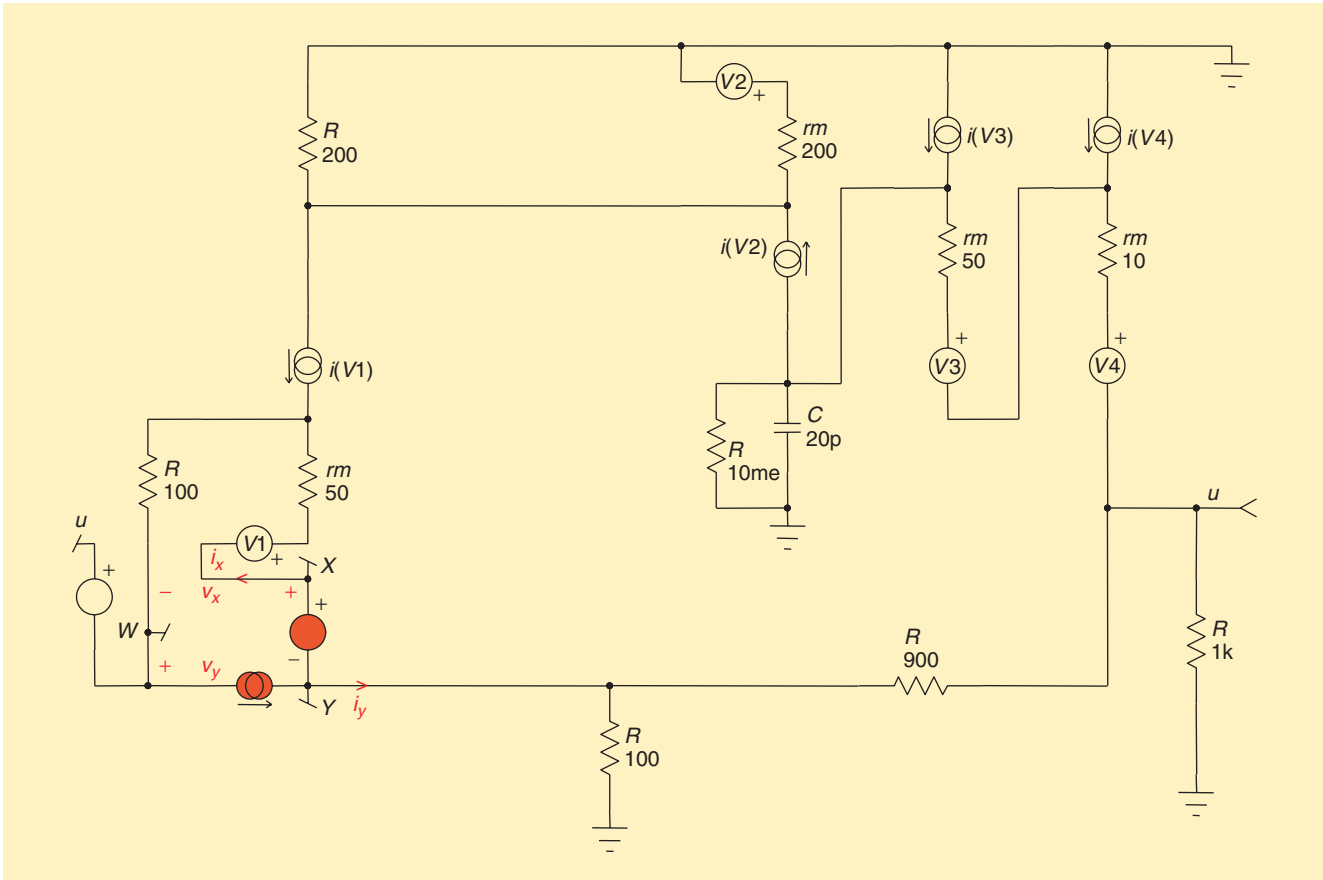 V2
+
R
200
rm
200
i(V3)
i(V4)
i(V2)
rm
50
rm
10
i(V1)
+
V3
+
V4
C
20p
R
10me
R
100
rm
50
u
u
V1
+
X
ix
vx
+
+
−
+
W
R
900
R
1k
+
vy
−
Y
iy
R
100